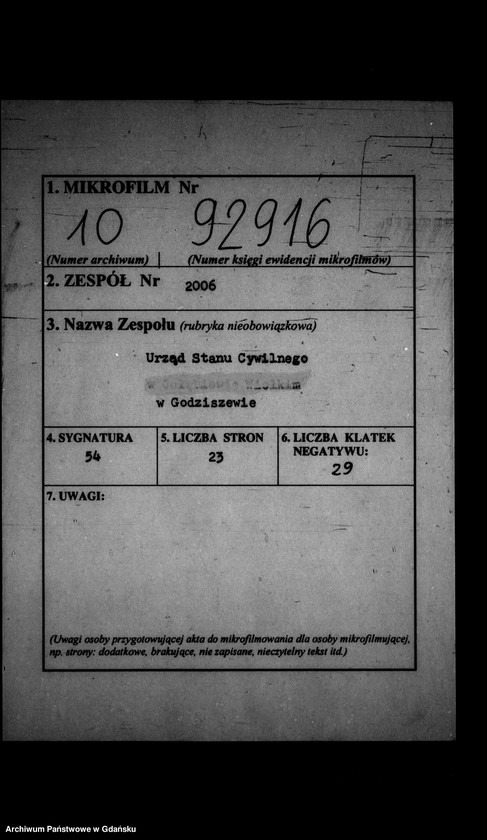 1. MIKROFILM Nr
10 92916
(Numer archiwum) (Numer księgi ewidencji mikrofilmów)
2. ZESPÓŁ Nr 2006
3. Nazwa Zespołu (rubryka nieobowiązkowa)
Urząd Stanu Cywilnego
Wielkim
w Godziszewie
4. SYGNATURA 5. LICZBA STRON 6. LICZBA KLATEK
NEGATYWU:
54 23 29
7. UWAGI:
(Uwagi osoby przygotowującej akta do mikrofilmowania dla osoby mikrofilmującej,
np. strony: dodatkowe, brakujące, nie zapisane, nieczytelny tekst itd.)
Archiwum Państwowe w Gdańsku